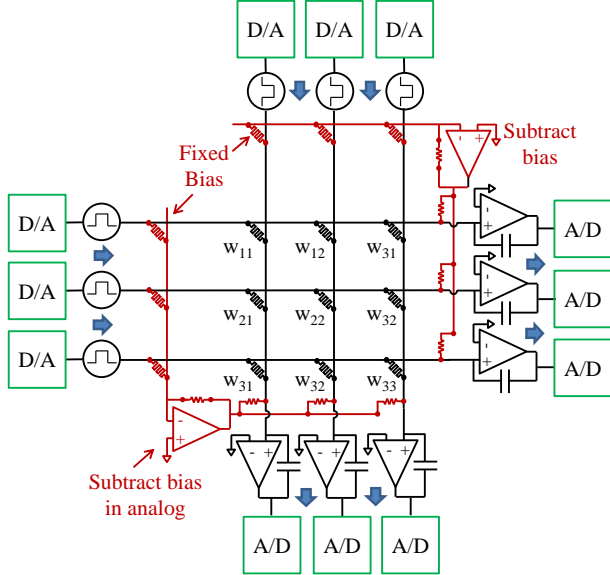 D/A D/A D/A
Subtract
bias
Fixed
Bias
D/A
- +
- +
A/D
w11 w12 w31
D/A
- +
A/D
w21 w22 w32
D/A
- +
A/D
w31 w32 w33
- +
Subtract bias
in analog
- + - + - +
A/D A/D A/D